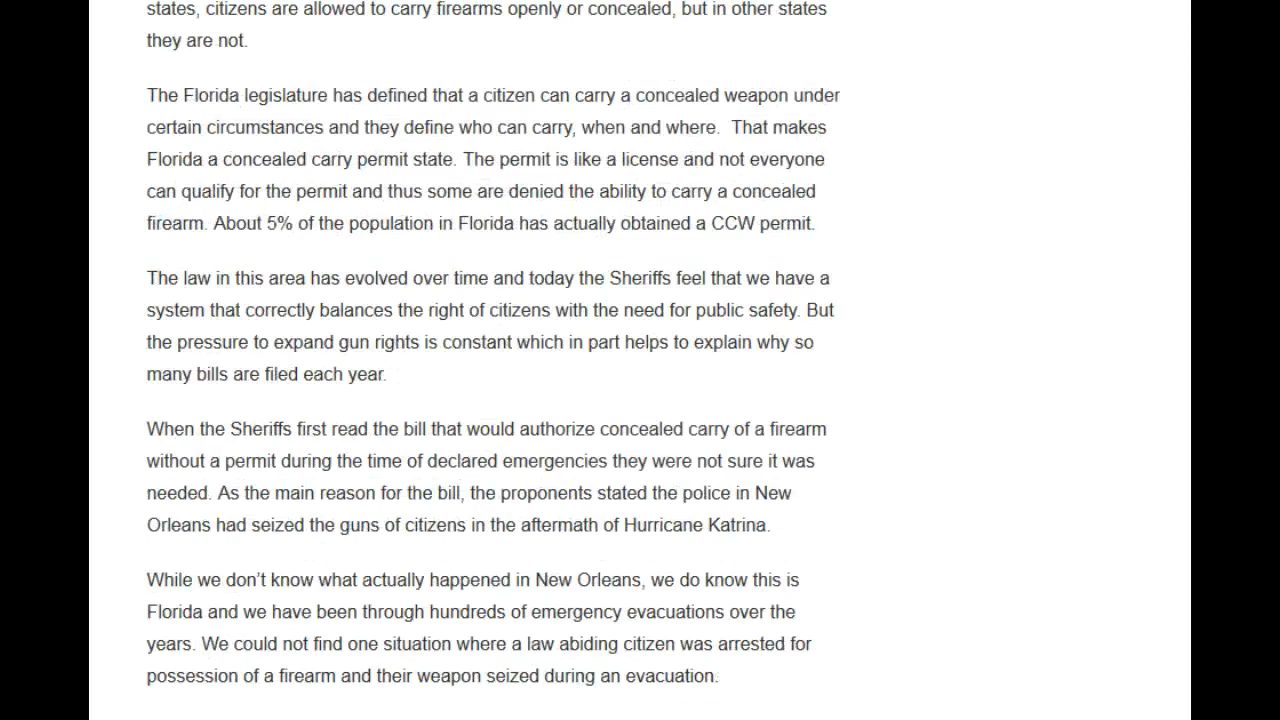 states, citizens are allowed to carry firearms openly or concealed, but in other states
they are not.
The Florida legislature has defined that a citizen can carry a concealed weapon under
certain circumstances and they define who can carry, when and where.  That makes
Florida a concealed carry permit state. The permit is like a license and not everyone
can qualify for the permit and thus some are denied the ability to carry a concealed
firearm. About 5% of the population in Florida has actually obtained a CCW permit.
The law in this area has evolved over time and today the Sheriffs feel that we have a
system that correctly balances the right of citizens with the need for public safety. But
the pressure to expand gun rights is constant which in part helps to explain why so
many bills are filed each year.
When the Sheriffs first read the bill that would authorize concealed carry of a firearm
without a permit during the time of declared emergencies they were not sure it was
needed. As the main reason for the bill, the proponents stated the police in New
Orleans had seized the guns of citizens in the aftermath of Hurricane Katrina.
While we don’t know what actually happened in New Orleans, we do know this is
Florida and we have been through hundreds of emergency evacuations over the
years. We could not find one situation where a law abiding citizen was arrested for
possession of a firearm and their weapon seized during an evacuation.